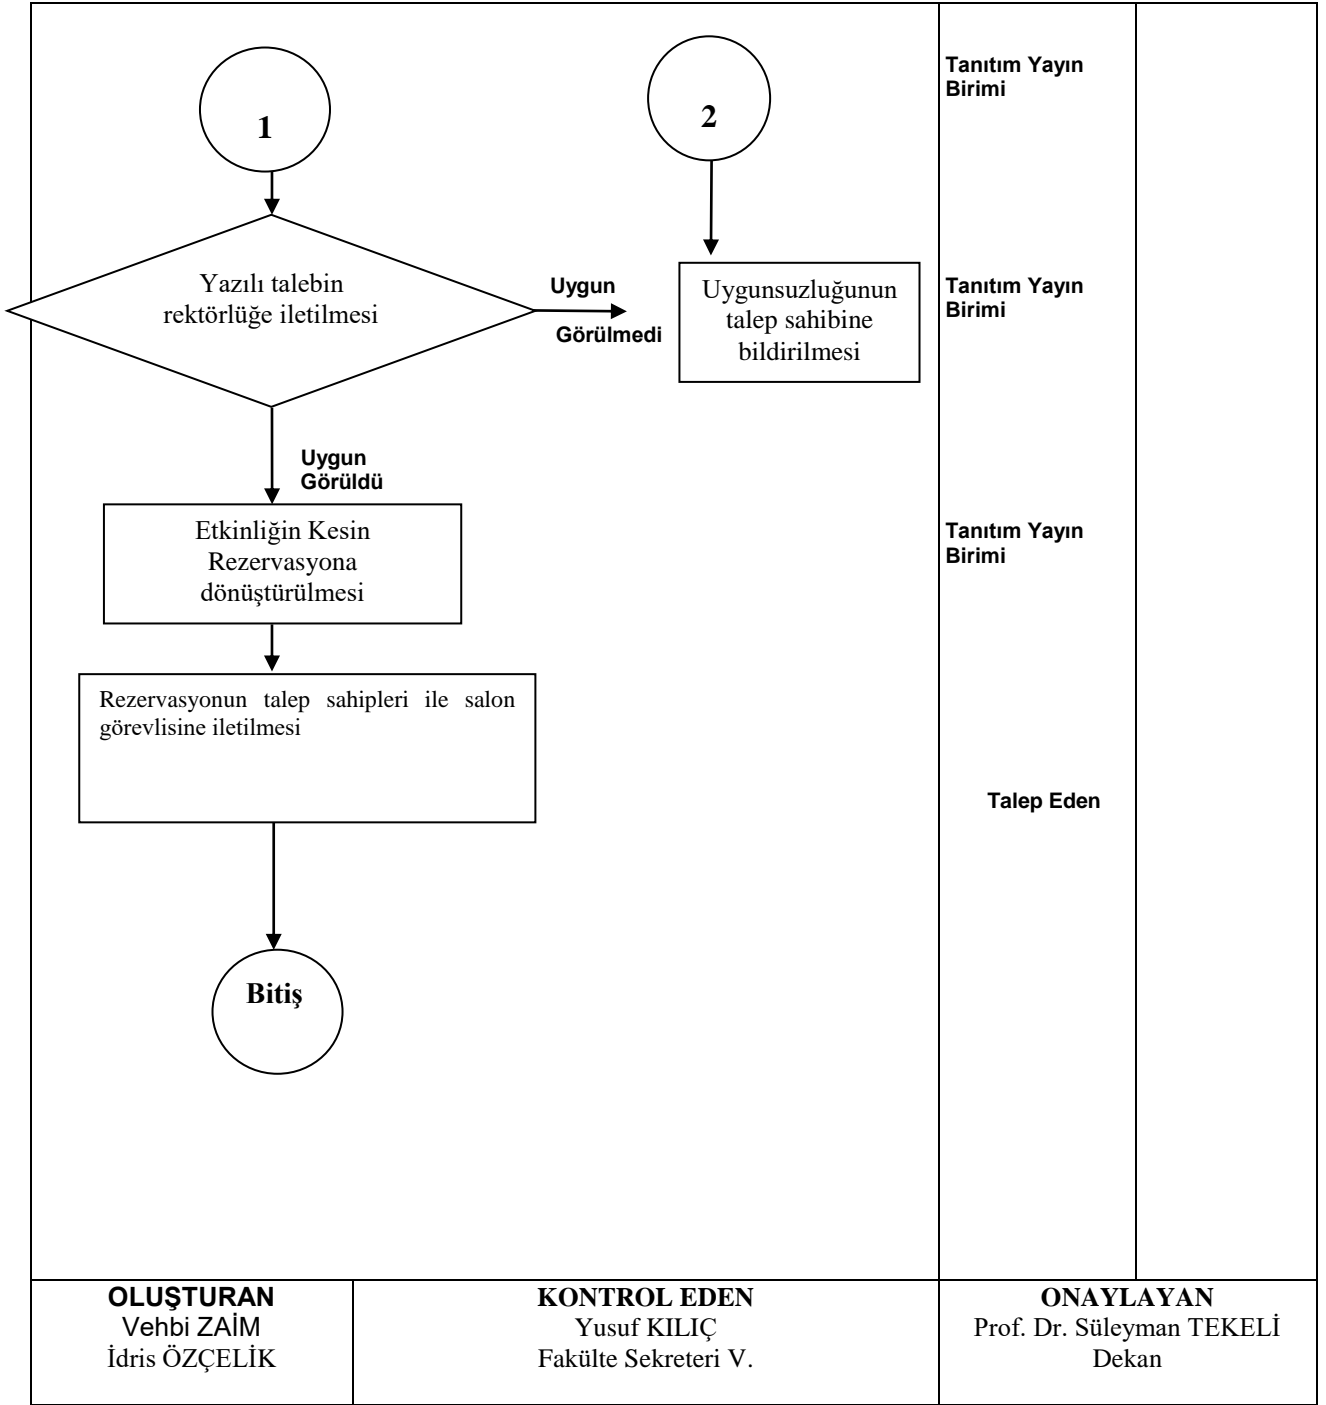 1
2
Tanıtım Yayın
Birimi
Yazılı talebin
rektörlüğe iletilmesi
Uygun
Görülmedi
Uygunsuzluğunun
talep sahibine
bildirilmesi
Tanıtım Yayın
Birimi
Uygun
Görüldü
Etkinliğin Kesin
Rezervasyona
dönüştürülmesi
Tanıtım Yayın
Birimi
Rezervasyonun talep sahipleri ile salon
görevlisine iletilmesi
Talep Eden
Bitiş
OLUŞTURAN
Vehbi ZAİM
İdris ÖZÇELİK
KONTROL EDEN
Yusuf KILIÇ
Fakülte Sekreteri V.
ONAYLAYAN
Prof. Dr. Süleyman TEKELİ
Dekan